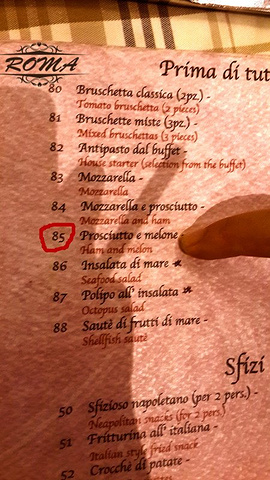 ROMA
Prima di tut
80 Bruschetta classica (2pz.) -
Tomato bruschetta (2 pieces)
81 Bruschette miste (3pz.) -
Mixed bruschettas (3 pieces)
82 Antipasto dal buffet -
House starter (selection from the buffet)
83 Mozzarella -
Mozzarella
84 Mozzarella e prosciutto -
Mozzarella and ham
85 Prosciutto e melone
Ham and melon
86 Insalata di mare *
Seafood salad
87 Polipo all' insalata *
Octopus salad
88 Sautè di frutti di mare -
Shellfish sautè
Sfizi
50 Sfizioso napoletano (per 2 pers.) -
Neapolitan snacks (for 2 pers.)
51 Fritturina all' italiana -
Italian style fried snack
52 Crocchè di patate -